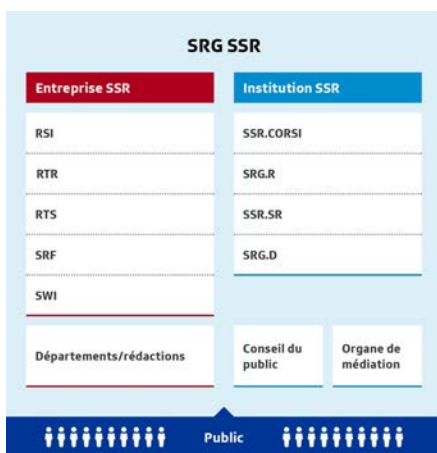 SRG SSR
Entreprise SSR
RSI
RTR
RTS
SRF
SWI
Départements/rédactions
Institution SSR
SSR.CORSI
SRG.R
SSR.SR
SRG.D
Conseil du
public
Organe de
médiation
Public